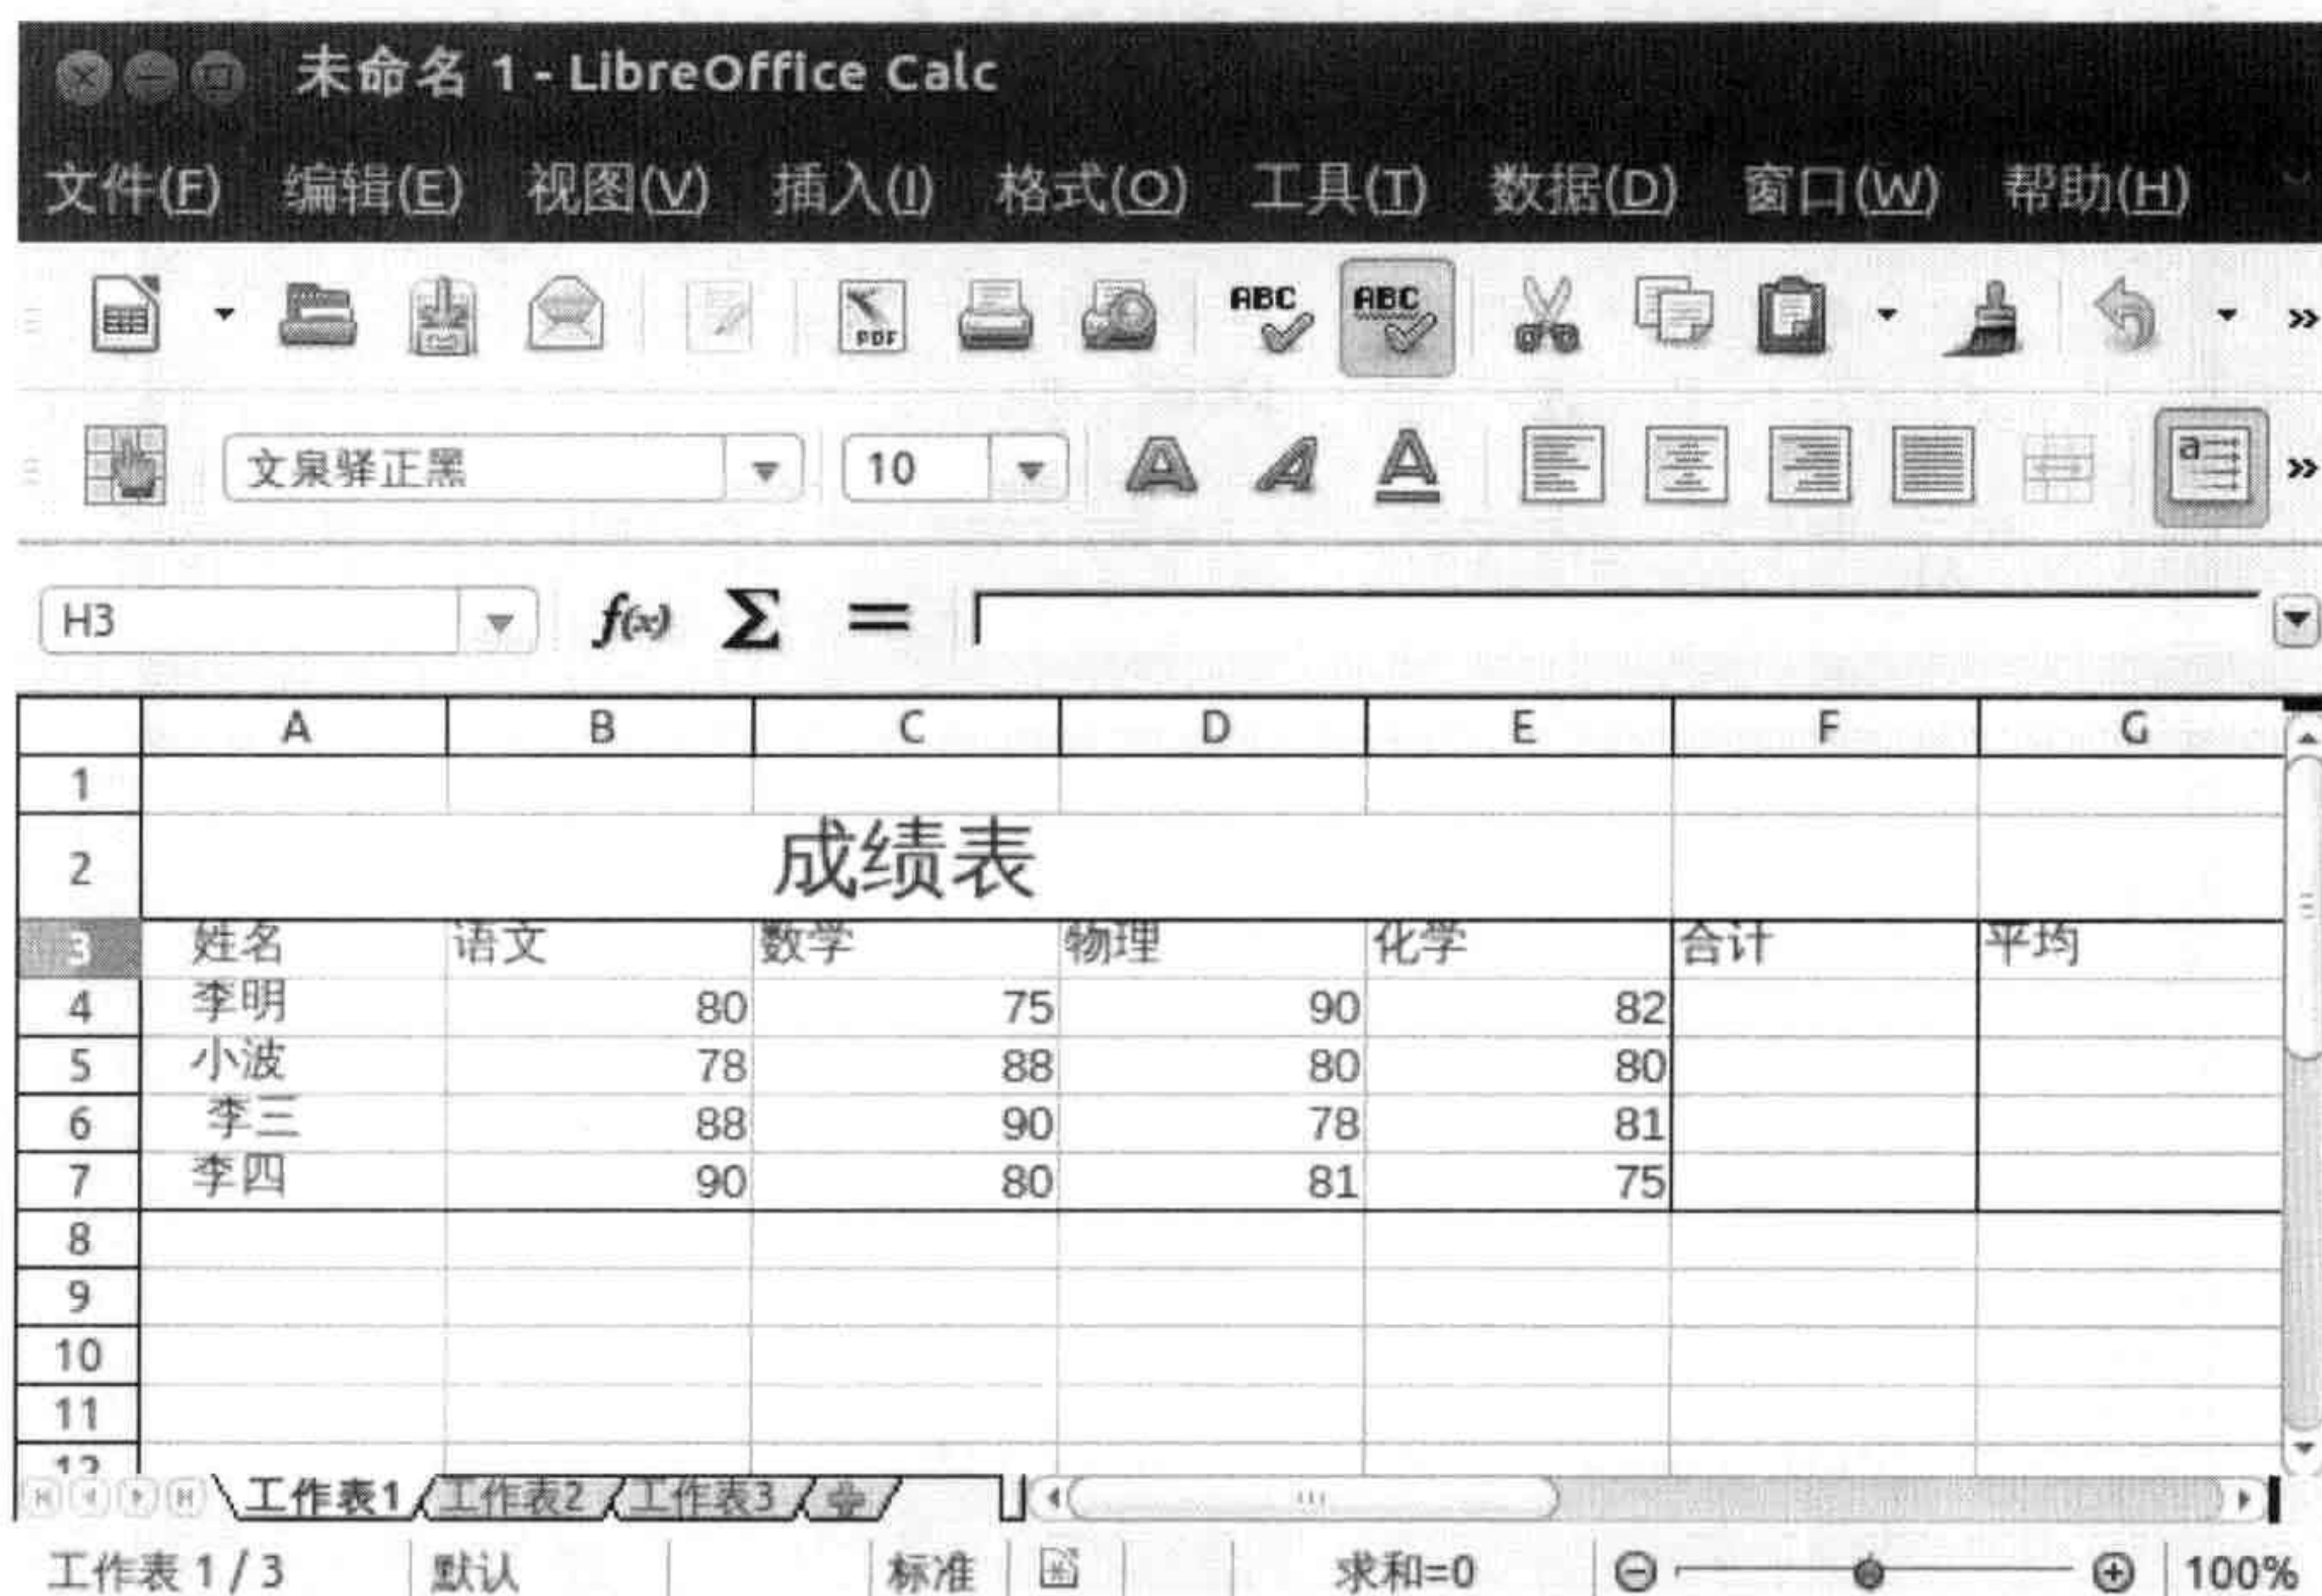 未命名 1 - LibreOffice Calc
文件(F) 编辑(E) 视图(V) 插入(I) 格式(O) 工具(T) 数据(D) 窗口(W) 帮助(H)
PDF ABC ABC »
文泉驿正黑 10 A A A a »
H3 f(x) Σ =
A B C D E F G
1
2 成绩表
3 姓名 语文 数学 物理 化学 合计 平均
4 李明 80 75 90 82
5 小波 78 88 80 80
6 李三 88 90 78 81
7 李四 90 80 81 75
8
9
10
11
12
工作表1 工作表2 工作表3
工作表 1 / 3 默认 标准 求和=0 100%